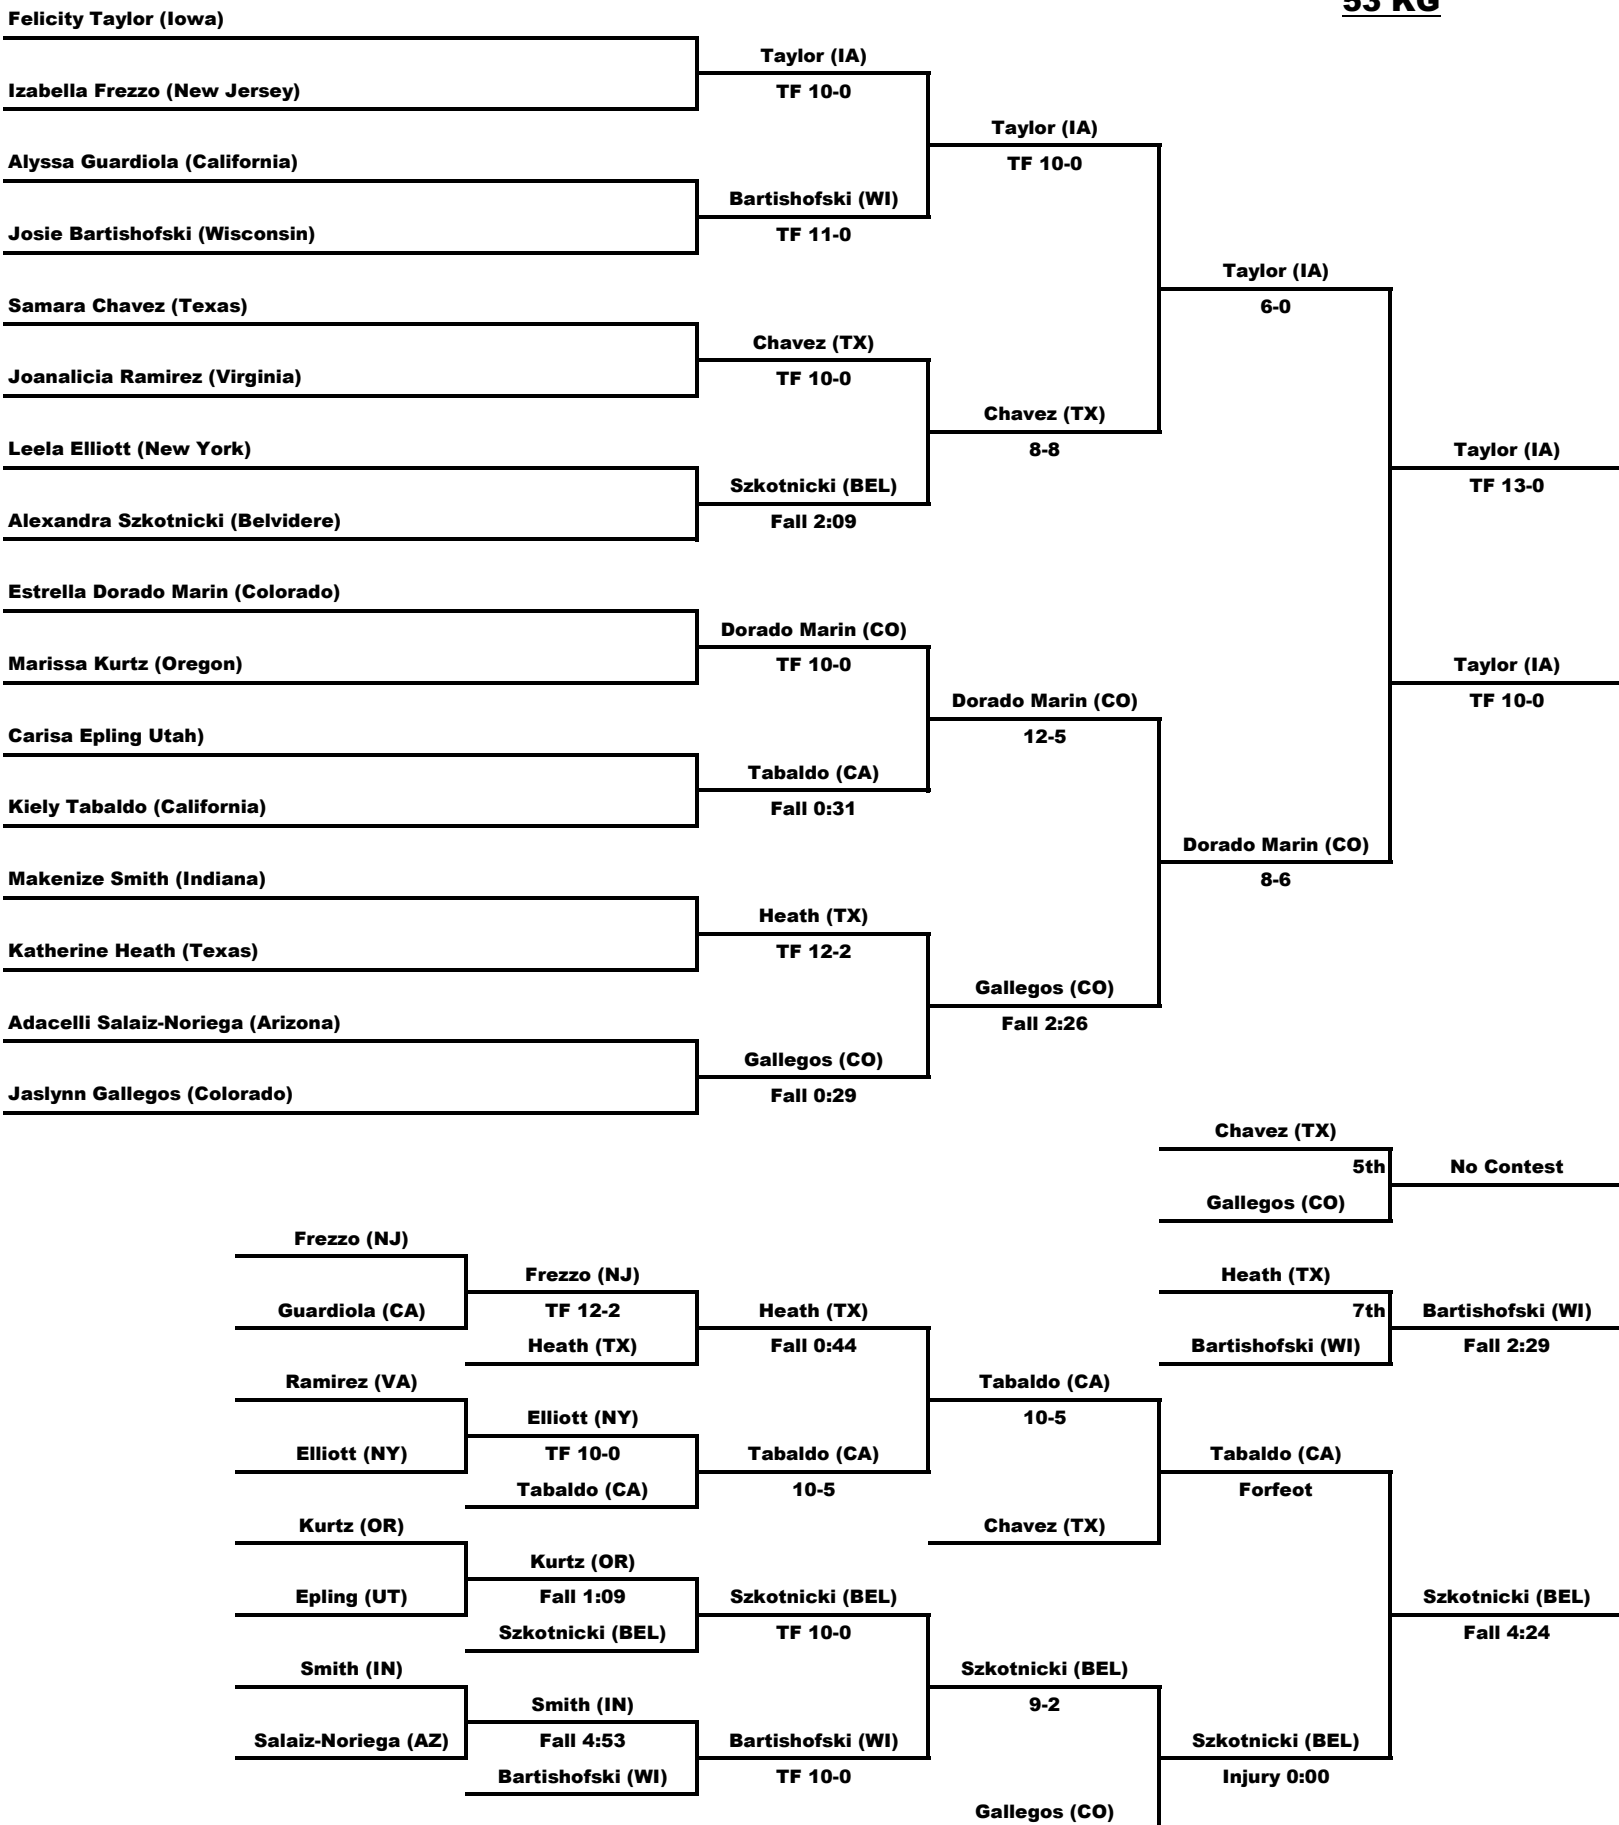 53 KG
Felicity Taylor (Iowa)
Taylor (IA)
Izabella Frezzo (New Jersey)
TF 10-0
Taylor (IA)
Alyssa Guardiola (California)
TF 10-0
Bartishofski (WI)
Josie Bartishofski (Wisconsin)
TF 11-0
Taylor (IA)
Samara Chavez (Texas)
6-0
Chavez (TX)
Joanalicia Ramirez (Virginia)
TF 10-0
Chavez (TX)
Leela Elliott (New York)
8-8
Taylor (IA)
Szkotnicki (BEL)
TF 13-0
Alexandra Szkotnicki (Belvidere)
Fall 2:09
Estrella Dorado Marin (Colorado)
Dorado Marin (CO)
Marissa Kurtz (Oregon)
TF 10-0
Taylor (IA)
Dorado Marin (CO)
TF 10-0
Carisa Epling Utah)
12-5
Tabaldo (CA)
Kiely Tabaldo (California)
Fall 0:31
Dorado Marin (CO)
Makenize Smith (Indiana)
8-6
Heath (TX)
Katherine Heath (Texas)
TF 12-2
Gallegos (CO)
Adacelli Salaiz-Noriega (Arizona)
Fall 2:26
Gallegos (CO)
Jaslynn Gallegos (Colorado)
Fall 0:29
Chavez (TX)
5th
No Contest
Gallegos (CO)
Frezzo (NJ)
Frezzo (NJ)
Heath (TX)
Guardiola (CA)
TF 12-2
Heath (TX)
7th
Bartishofski (WI)
Heath (TX)
Fall 0:44
Bartishofski (WI)
Fall 2:29
Ramirez (VA)
Tabaldo (CA)
Elliott (NY)
10-5
Elliott (NY)
TF 10-0
Tabaldo (CA)
Tabaldo (CA)
Tabaldo (CA)
10-5
Forfeot
Kurtz (OR)
Chavez (TX)
Kurtz (OR)
Epling (UT)
Fall 1:09
Szkotnicki (BEL)
Szkotnicki (BEL)
Szkotnicki (BEL)
TF 10-0
Fall 4:24
Smith (IN)
Szkotnicki (BEL)
Smith (IN)
9-2
Salaiz-Noriega (AZ)
Fall 4:53
Bartishofski (WI)
Szkotnicki (BEL)
Bartishofski (WI)
TF 10-0
Injury 0:00
Gallegos (CO)